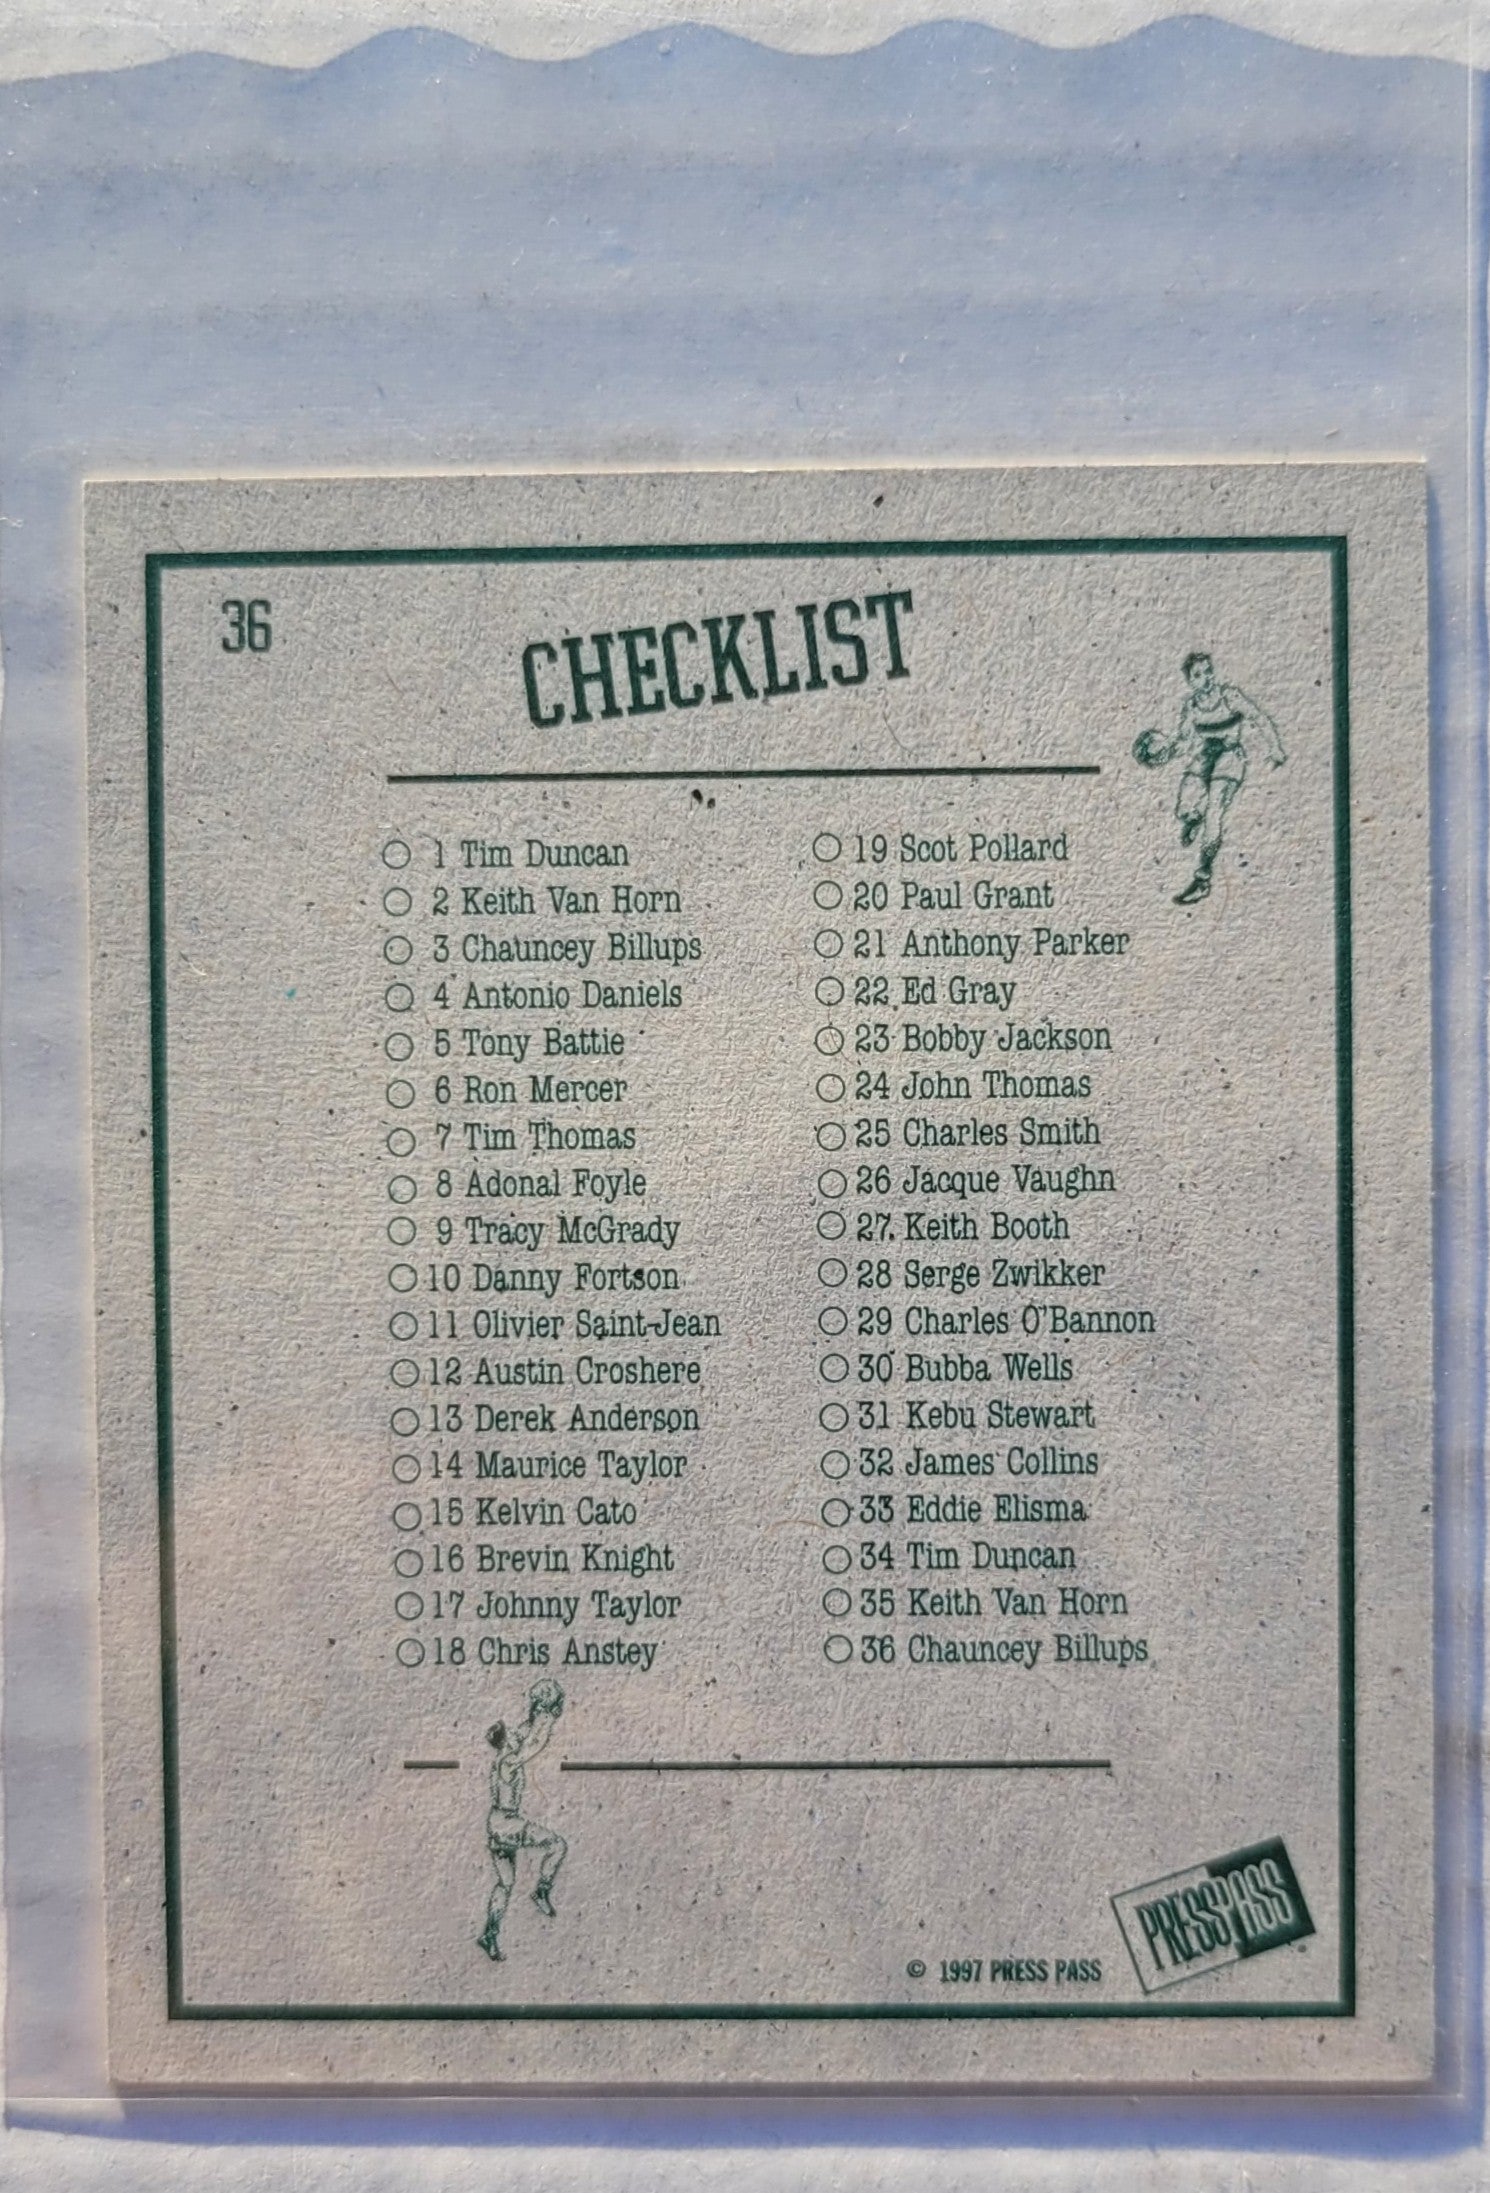 36
CHECKLIST
1 Tim Duncan
2 Keith Van Horn
3 Chauncey Billups
4 Antonio Daniels
5 Tony Battie
6 Ron Mercer
7 Tim Thomas
8 Adonal Foyle
9 Tracy McGrady
10 Danny Fortson
11 Olivier Saint-Jean
12 Austin Croshere
13 Derek Anderson
14 Maurice Taylor
15 Kelvin Cato
16 Brevin Knight
17 Johnny Taylor
18 Chris Anstey
19 Scot Pollard
20 Paul Grant
21 Anthony Parker
22 Ed Gray
23 Bobby Jackson
24 John Thomas
25 Charles Smith
26 Jacque Vaughn
27 Keith Booth
28 Serge Zwikker
29 Charles O'Bannon
30 Bubba Wells
31 Kebu Stewart
32 James Collins
33 Eddie Elisma
34 Tim Duncan
35 Keith Van Horn
36 Chauncey Billups
© 1997 PRESS PASS
PRESS PASS